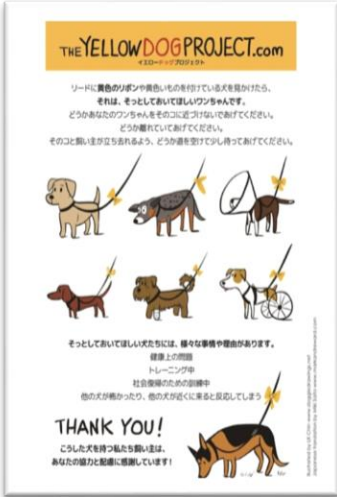 THE YELLOWDOGPROJECT.com
イエロードッグプロジェクト
リードに黄色のリボンや黄色いものを付けている犬を見かけたら、
それは、そっとしておいてほしいワンちゃんです。
どうかあなたのワンちゃんをそのコに近づけないであげてください。
どうか離れていてあげてください。
そのコと飼い主が立ち去れるよう、どうか道を空けて少し待ってあげてください。
そっとしておいてほしい犬たちには、様々な事情や理由があります。
健康上の問題
トレーニング中
社会復帰のための訓練中
他の犬が怖かったり、他の犬が近くに来ると反応してしまう
THANK YOU!
こうした犬を持つ私たち飼い主は、
あなたの協力と配慮に感謝しています!